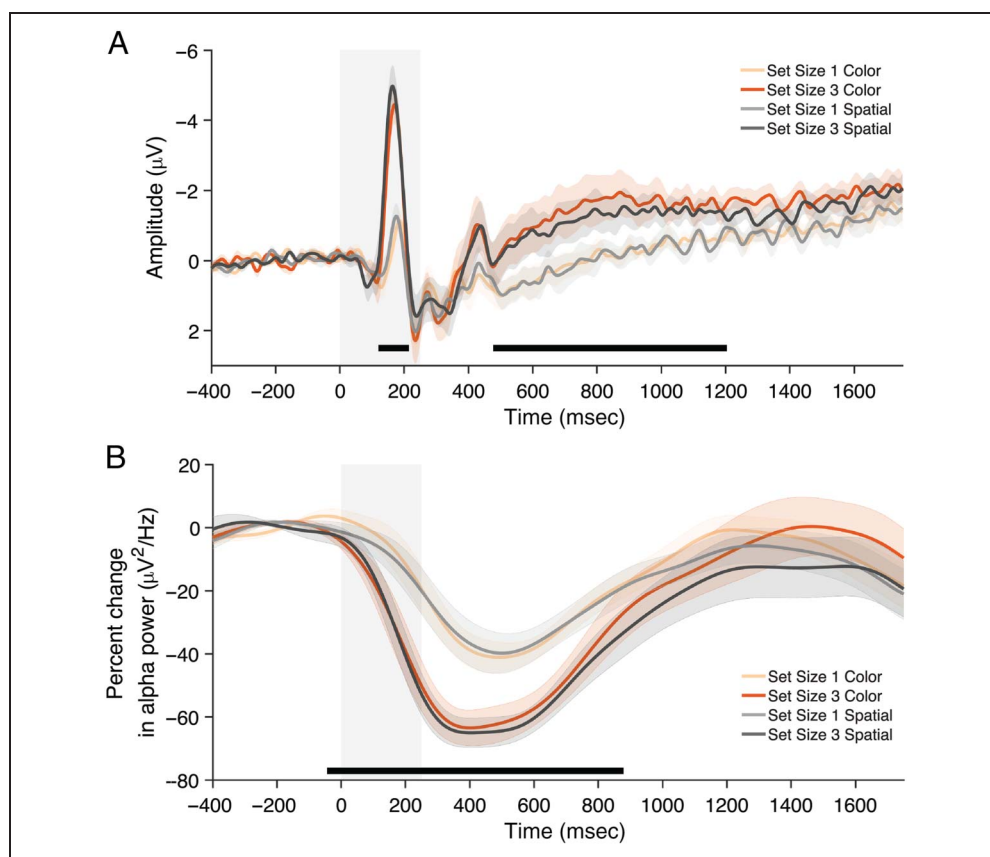 A
−6
−4
−2
0
2
Amplitude (μV)
Set Size 1 Color
Set Size 3 Color
Set Size 1 Spatial
Set Size 3 Spatial
−400 −200 0 200 400 600 800 1000 1200 1400 1600
Time (msec)
B
20
0
−20
−40
−60
−80
Percent change
in alpha power (μV²/Hz)
Set Size 1 Color
Set Size 3 Color
Set Size 1 Spatial
Set Size 3 Spatial
−400 −200 0 200 400 600 800 1000 1200 1400 1600
Time (msec)